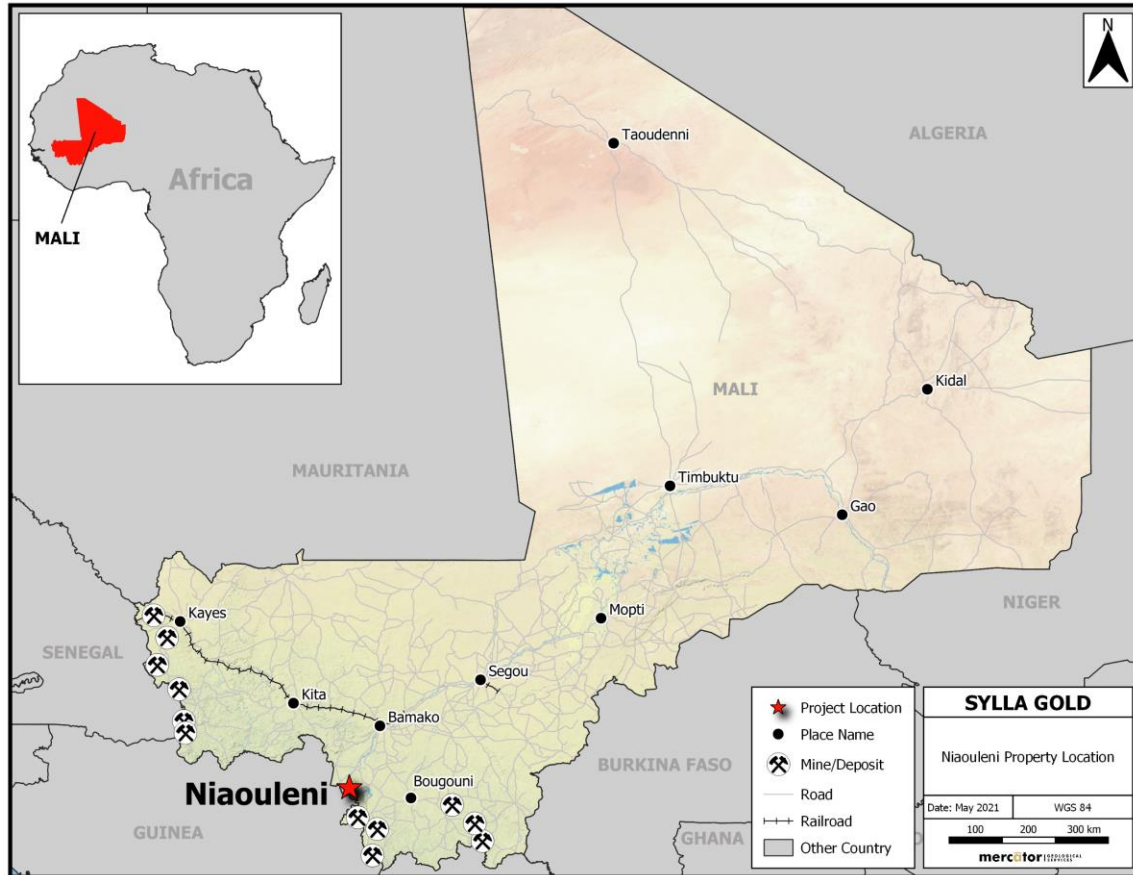 N
Africa
MALI
ALGERIA
Taoudenni
MALI
Kidal
MAURITANIA
Timbuktu
Gao
Mopti
NIGER
Kayes
SENEGAL
Segou
Kita
Bamako
Niaouleni
Bougouni
BURKINA FASO
GUINEA
GHANA
Project Location
Place Name
Mine/Deposit
Road
Railroad
Other Country
SYLLA GOLD
Niaouleni Property Location
Date: May 2021
WGS 84
100 200 300 km
mercator GEOLOGICAL
SERVICES